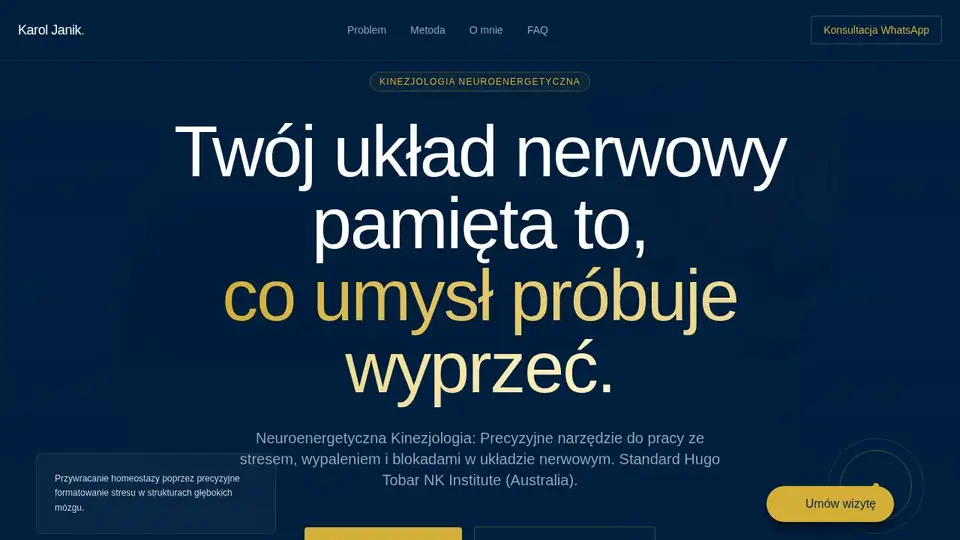 Karol Janik.
Problem
Metoda
O mnie
FAQ
Konsultacja WhatsApp
KINEZJOLOGIA NEUROENERGETYCZNA
Twój układ nerwowy
pamięta to,
co umysł próbuje
wyprzeć.
Neuroenergetyczna Kinezjologia: Precyzyjne narzędzie do pracy ze
stresem, wypaleniem i blokadami w układzie nerwowym. Standard Hugo
Tobar NK Institute (Australia).
Przywracanie homeostazy poprzez precyzyjne
formatowanie stresu w strukturach głębokich
mózgu.
Umów wizytę